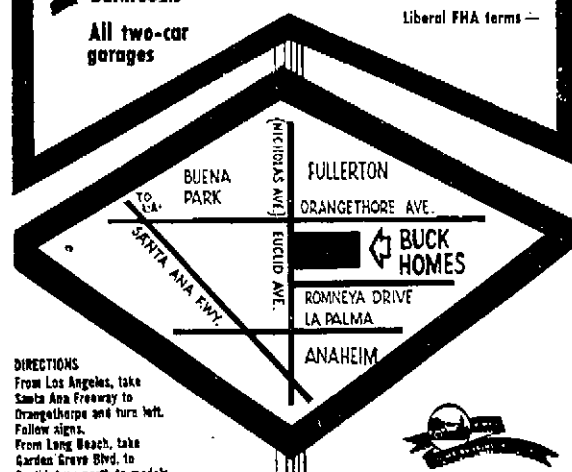 All two-car
garages
Liberal FHA terms —
(NICHOLAS AVE.)
FULLERTON
BUENA
PARK
TO
L.A.
ORANGETHORE AVE.
SANTA ANA FWY.
EUCLID AVE.
BUCK
HOMES
ROMNEYA DRIVE
LA PALMA
ANAHEIM
DIRECTIONS
From Los Angeles, take
Santa Ana Freeway to
Orangethorpe and turn left.
Follow signs.
From Long Beach, take
Garden Grove Blvd. to